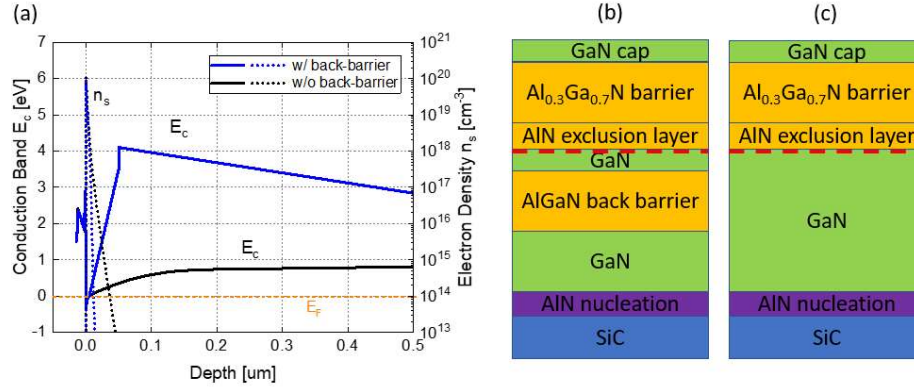 (a)
7
6
5
4
3
2
1
0
-1
Conduction Band E_c [eV]
n_s
E_c
E_c
E_F
w/ back-barrier
w/o back-barrier
10^21
10^20
10^19
10^18
10^17
10^16
10^15
10^14
10^13
Electron Density n_s [cm^-3]
0.0 0.1 0.2 0.3 0.4 0.5
Depth [um]
(b)
GaN cap
Al0.3Ga0.7N barrier
AlN exclusion layer
GaN
AlGaN back barrier
GaN
AlN nucleation
SiC
(c)
GaN cap
Al0.3Ga0.7N barrier
AlN exclusion layer
GaN
AlN nucleation
SiC